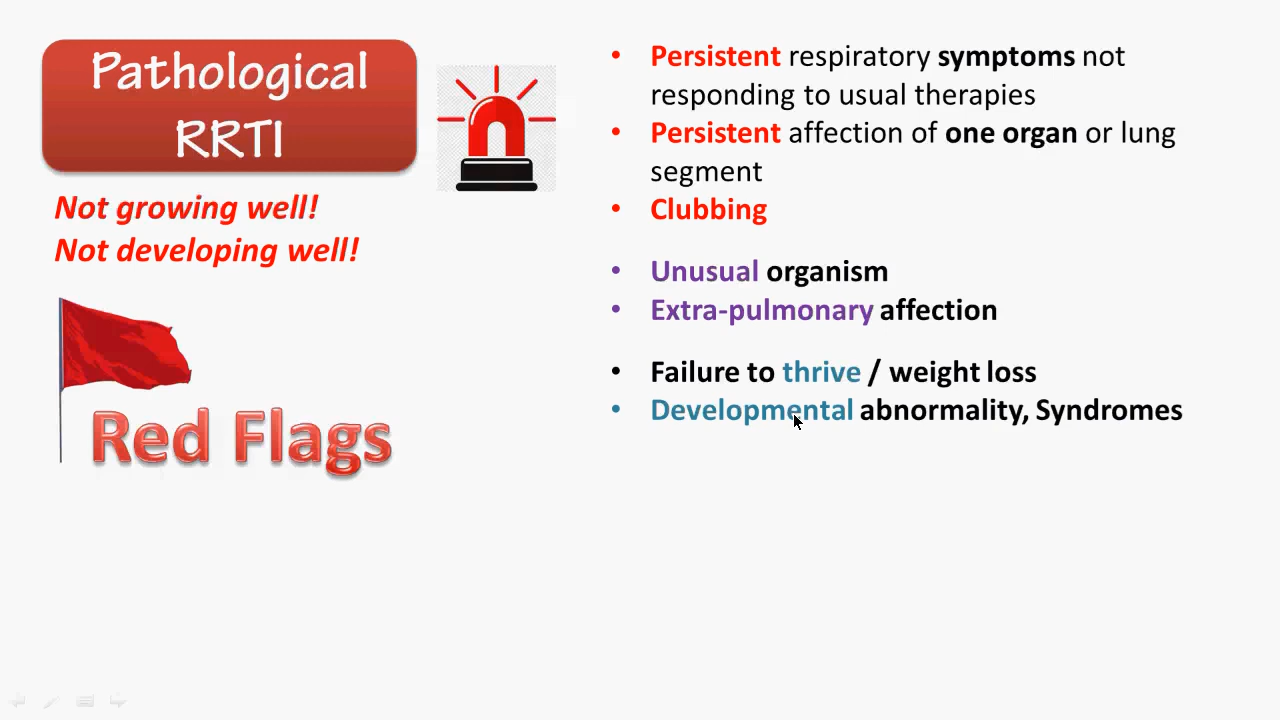 Pathological
RRTI
Not growing well!
Not developing well!
Red Flags
• Persistent respiratory symptoms not
responding to usual therapies
• Persistent affection of one organ or lung
segment
• Clubbing
• Unusual organism
• Extra-pulmonary affection
• Failure to thrive / weight loss
• Developmental abnormality, Syndromes